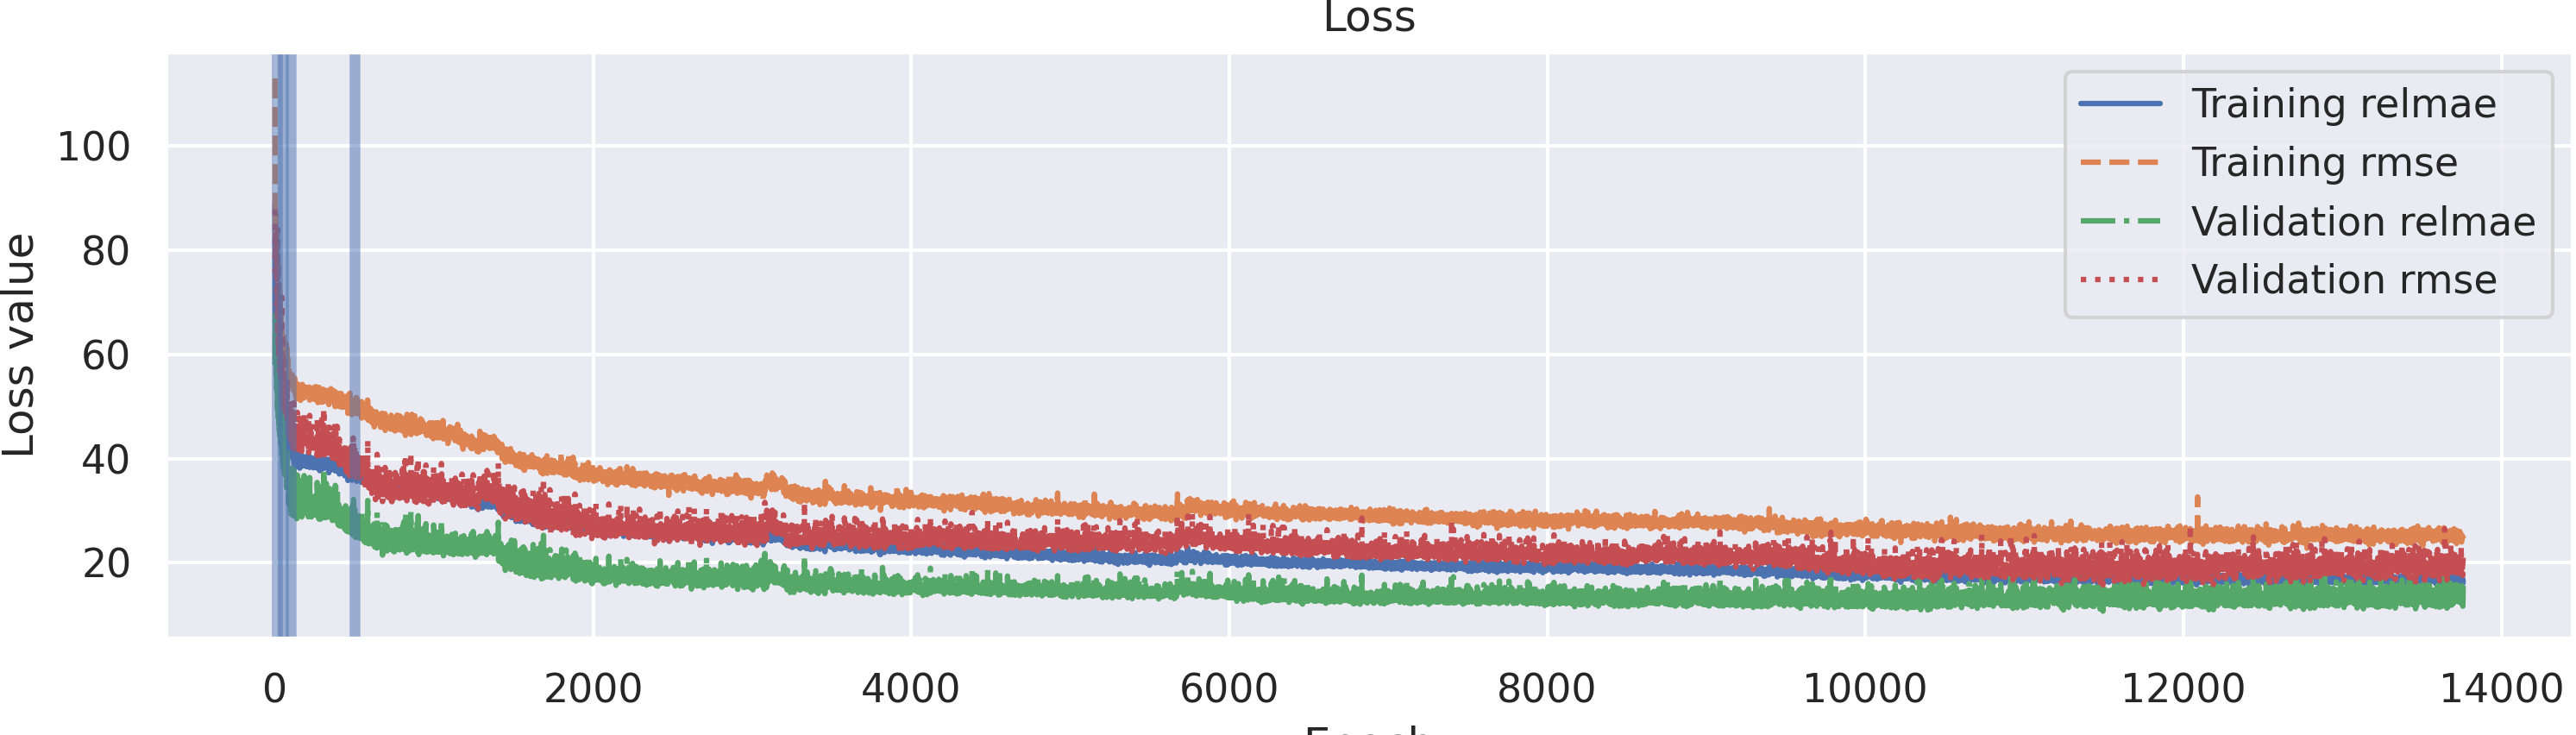 Loss
Loss value
100
80
60
40
20
0 2000 4000 6000 8000 10000 12000 14000
Training relmae
Training rmse
Validation relmae
Validation rmse